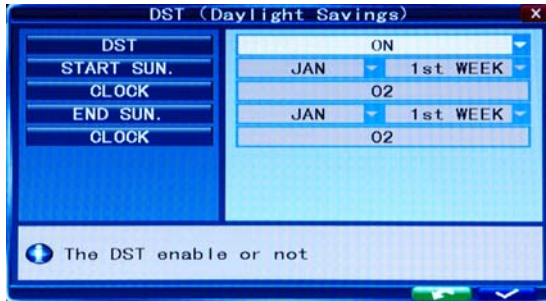 DST (Daylight Savings) X
DST ON
START SUN. JAN 1st WEEK
CLOCK 02
END SUN. JAN 1st WEEK
CLOCK 02
The DST enable or not